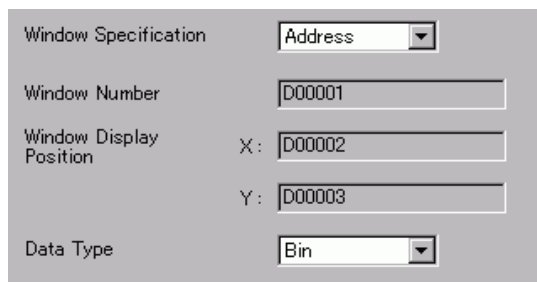 Window Specification Address
Window Number D00001
Window Display
Position X: D00002
Y: D00003
Data Type Bin